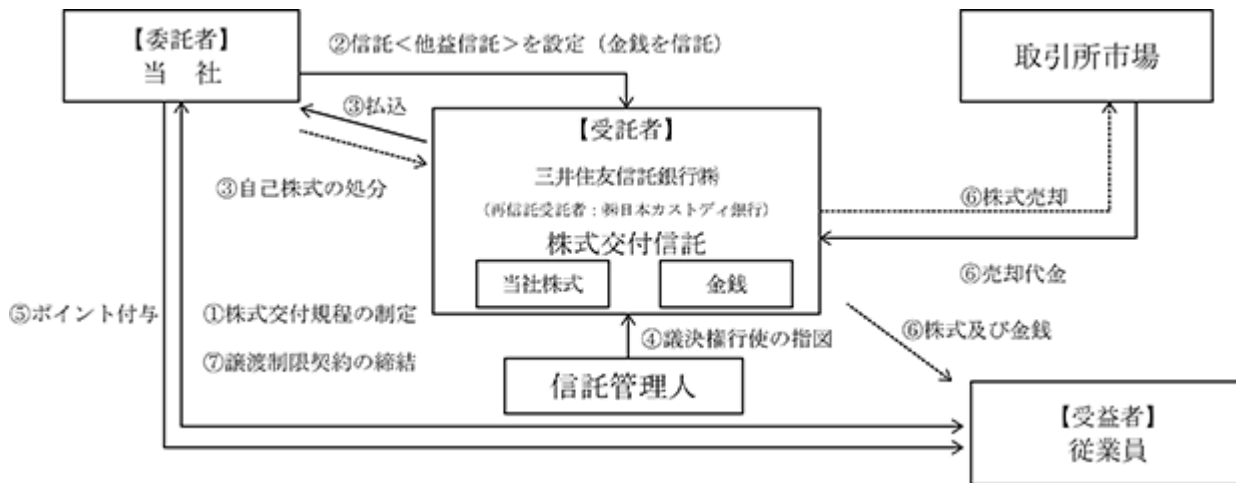 【委託者】
当　社
②信託＜他益信託＞を設定（金銭を信託）
取引所市場
③払込
③自己株式の処分
【受託者】
三井住友信託銀行㈱
（再信託受託者：㈱日本カストディ銀行）
株式交付信託
当社株式
金銭
⑥株式売却
⑥売却代金
⑤ポイント付与
①株式交付規程の制定
⑦譲渡制限契約の締結
④議決権行使の指図
⑥株式及び金銭
信託管理人
【受益者】
従業員